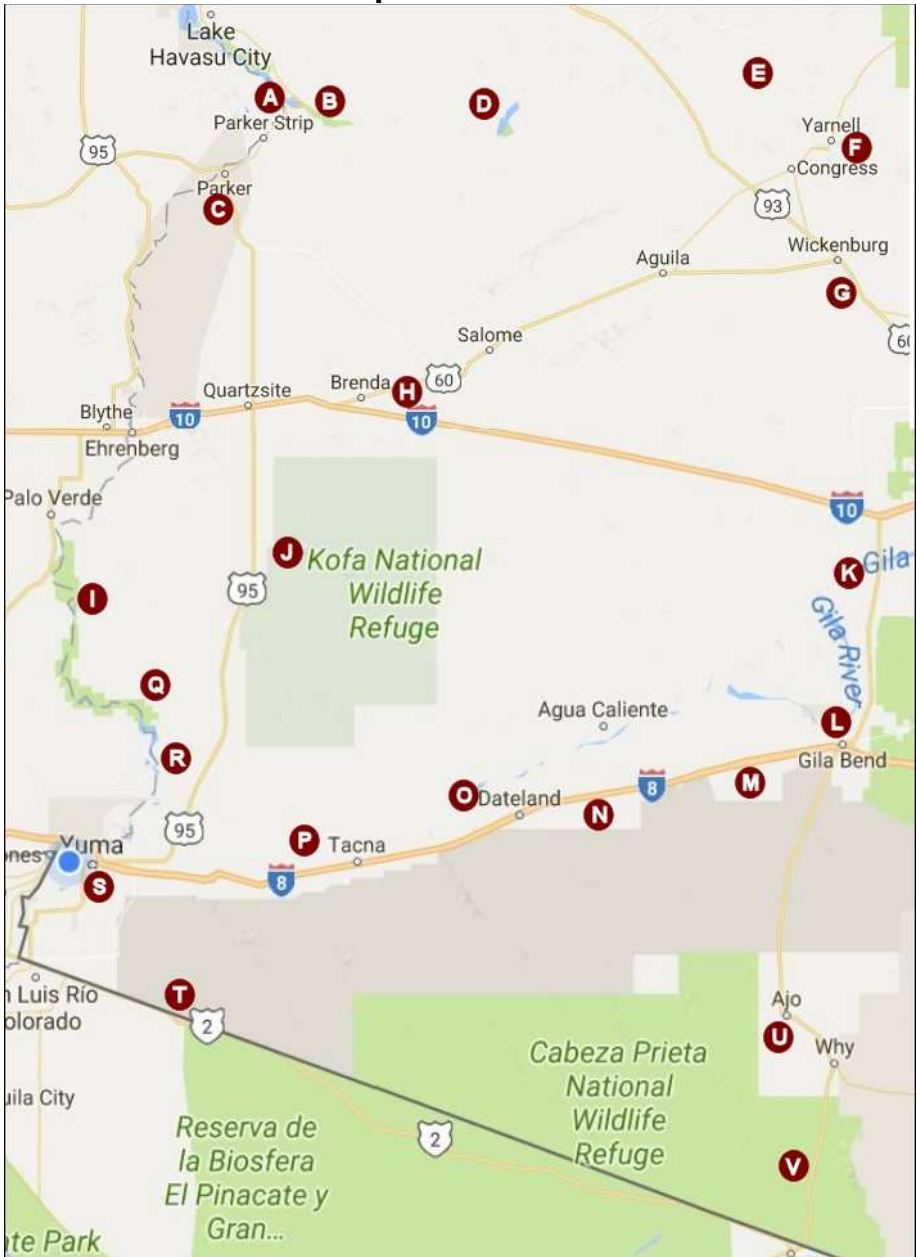 Lake
Havasu City
A
B
D
E
Parker Strip
Yarnell
F
95
Congress
Parker
C
93
Wickenburg
Aguila
G
Salome
60
Brenda
H
60
Quartzsite
10
10
Blythe
Ehrenberg
Palo Verde
10
J
Kofa National
Wildlife
Refuge
K
Gila
95
I
Gila River
Q
Agua Caliente
L
R
Gila Bend
8
M
O
Dateland
N
95
P
Tacna
Yuma
ones
8
S
T
n Luis Río
olorado
2
Ajo
U
Why
Cabeza Prieta
National
Wildlife
Refuge
uila City
Reserva de
la Biosfera
El Pinacate y
Gran...
2
V
te Park